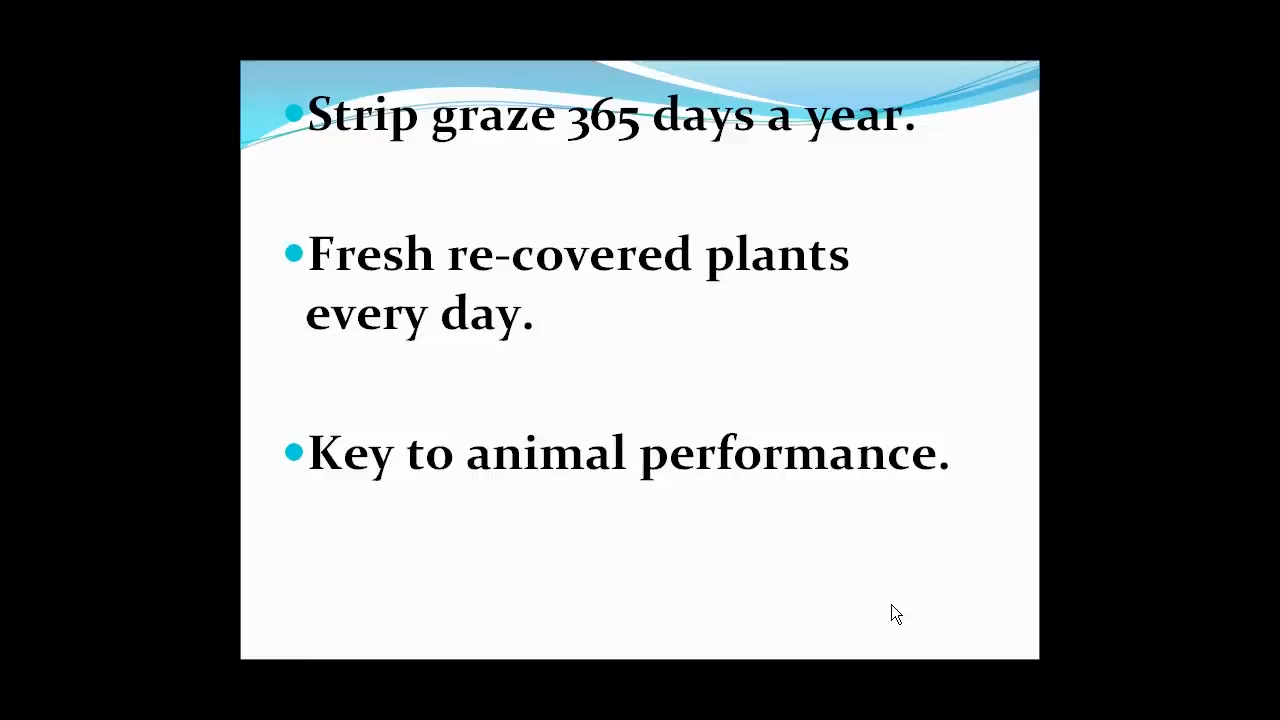 •Strip graze 365 days a year.
•Fresh re-covered plants
every day.
•Key to animal performance.